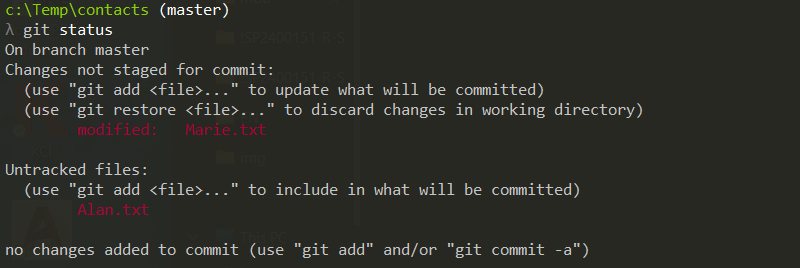 c:\Temp\contacts (master)
λ git status
On branch master
Changes not staged for commit:
  (use "git add <file>..." to update what will be committed)
  (use "git restore <file>..." to discard changes in working directory)
        modified:   Marie.txt

Untracked files:
  (use "git add <file>..." to include in what will be committed)
        Alan.txt

no changes added to commit (use "git add" and/or "git commit -a")